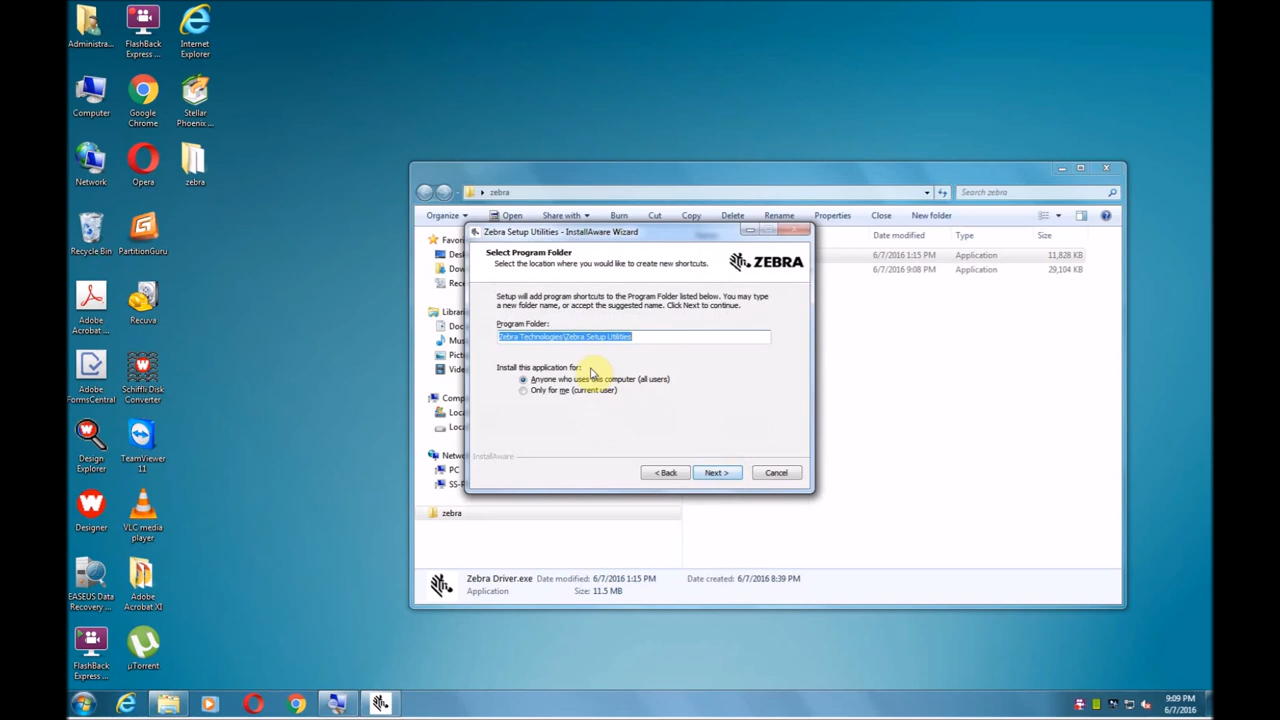 Administra...
FlashBack
Express ...
Internet
Explorer
Computer
Google
Chrome
Stellar
Phoenix ...
Network
Opera
zebra
Recycle Bin
PartitionGuru
Adobe
Acrobat...
Recuva
Adobe
FormsCentral
Schiffli Disk
Converter
Design
Explorer
TeamViewer
11
Designer
VLC media
player
EASEUS Data
Recovery ...
Adobe
Acrobat XI
FlashBack
Express ...
µTorrent
zebra
Search zebra
Organize
Open
Share with
Burn
Cut
Copy
Delete
Rename
Properties
Close
New folder
Favor
Desk
Dow
Rece
Librari
Doc
Mus
Pict
Vide
Comp
Loca
Loca
Netwo
PC
SS-P
zebra
Date modified
Type
Size
6/7/2016 1:15 PM
Application
11,828 KB
6/7/2016 9:08 PM
Application
29,104 KB
Zebra Setup Utilities - InstallAware Wizard
Select Program Folder
Select the location where you would like to create new shortcuts.
ZEBRA
Setup will add program shortcuts to the Program Folder listed below. You may type
a new folder name, or accept the suggested name. Click Next to continue.
Program Folder:
Zebra Technologies\Zebra Setup Utilities
Install this application for:
Anyone who uses this computer (all users)
Only for me (current user)
InstallAware
< Back
Next >
Cancel
Zebra Driver.exe
Date modified: 6/7/2016 1:15 PM
Date created: 6/7/2016 8:39 PM
Application
Size: 11.5 MB
9:09 PM
6/7/2016